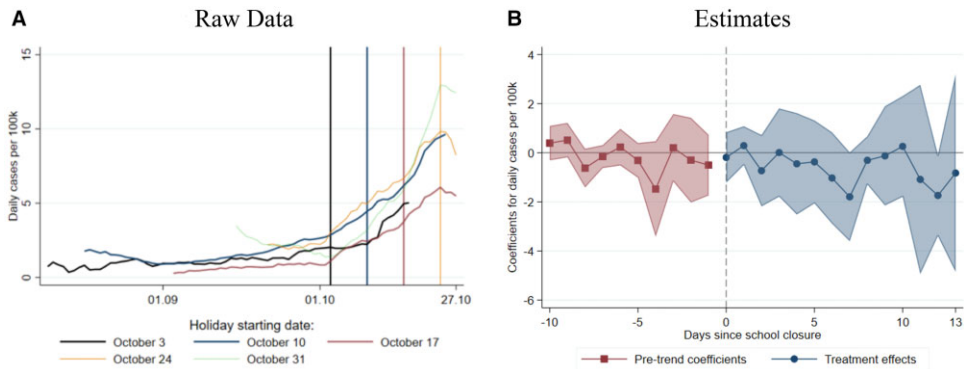 A Raw Data
Daily cases per 100k
15
10
5
0
01.09 01.10 27.10
Holiday starting date:
October 3 October 10 October 17
October 24 October 31
B Estimates
Coefficients for daily cases per 100k
4
2
0
-2
-4
-6
-10 -5 0 5 10 13
Days since school closure
Pre-trend coefficients Treatment effects